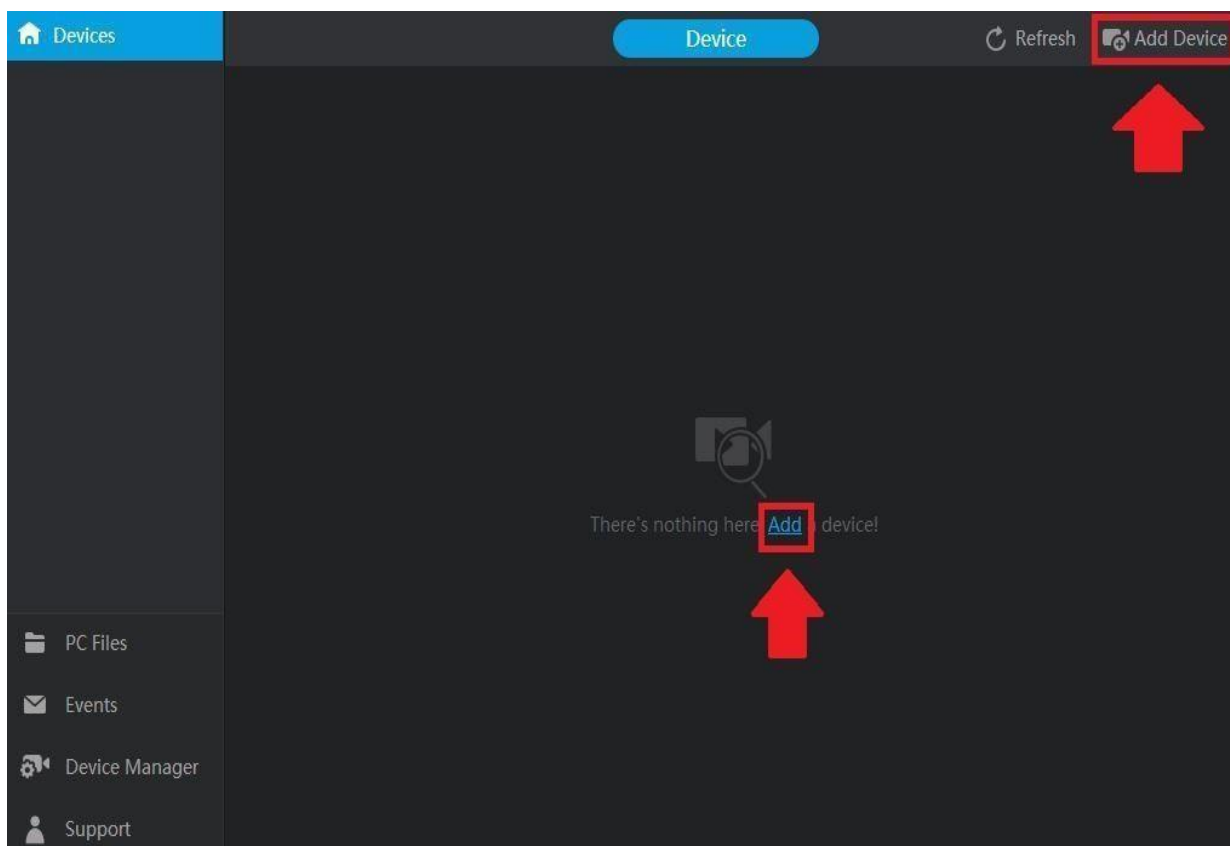 Devices
Device
Refresh
Add Device
There's nothing here Add device!
PC Files
Events
Device Manager
Support